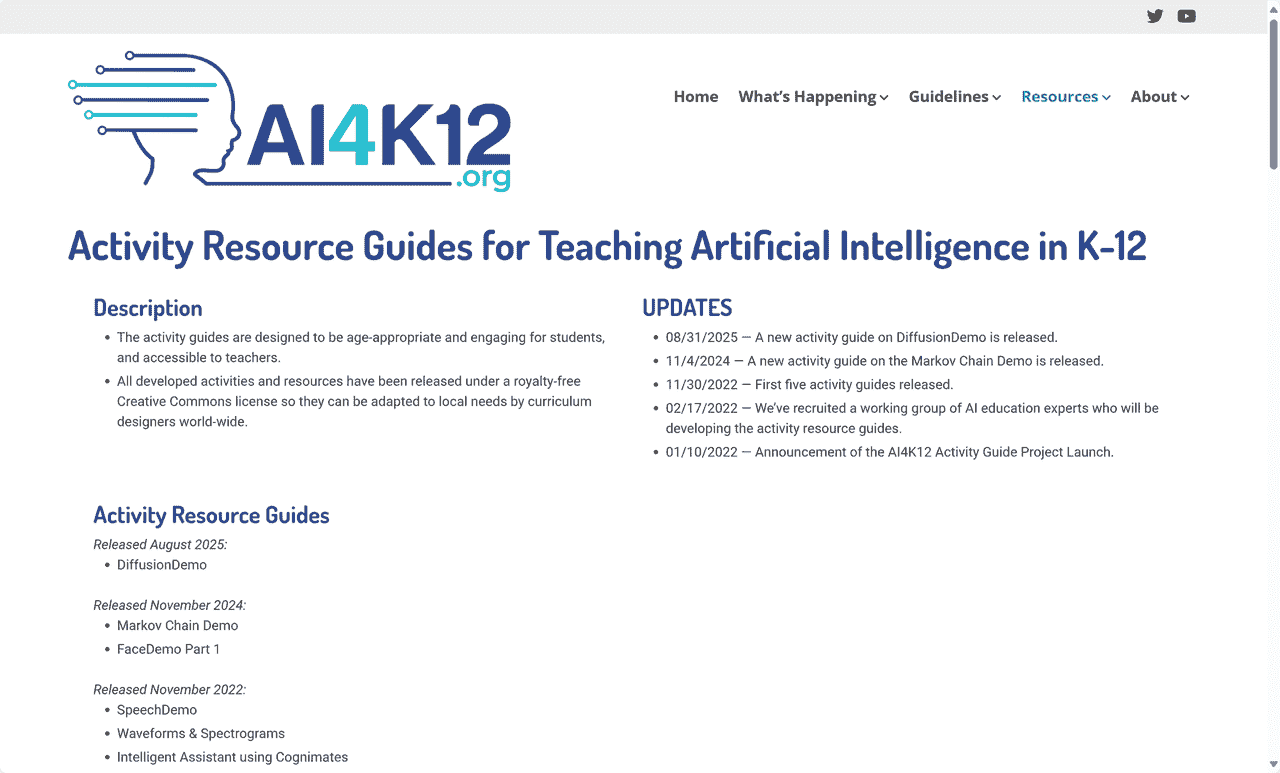 AI4K12
.org
Home
What's Happening
Guidelines
Resources
About
Activity Resource Guides for Teaching Artificial Intelligence in K-12
Description
The activity guides are designed to be age-appropriate and engaging for students,
and accessible to teachers.
All developed activities and resources have been released under a royalty-free
Creative Commons license so they can be adapted to local needs by curriculum
designers world-wide.
UPDATES
08/31/2025 — A new activity guide on DiffusionDemo is released.
11/4/2024 — A new activity guide on the Markov Chain Demo is released.
11/30/2022 — First five activity guides released.
02/17/2022 — We've recruited a working group of AI education experts who will be
developing the activity resource guides.
01/10/2022 — Announcement of the AI4K12 Activity Guide Project Launch.
Activity Resource Guides
Released August 2025:
DiffusionDemo
Released November 2024:
Markov Chain Demo
FaceDemo Part 1
Released November 2022:
SpeechDemo
Waveforms & Spectrograms
Intelligent Assistant using Cognimates